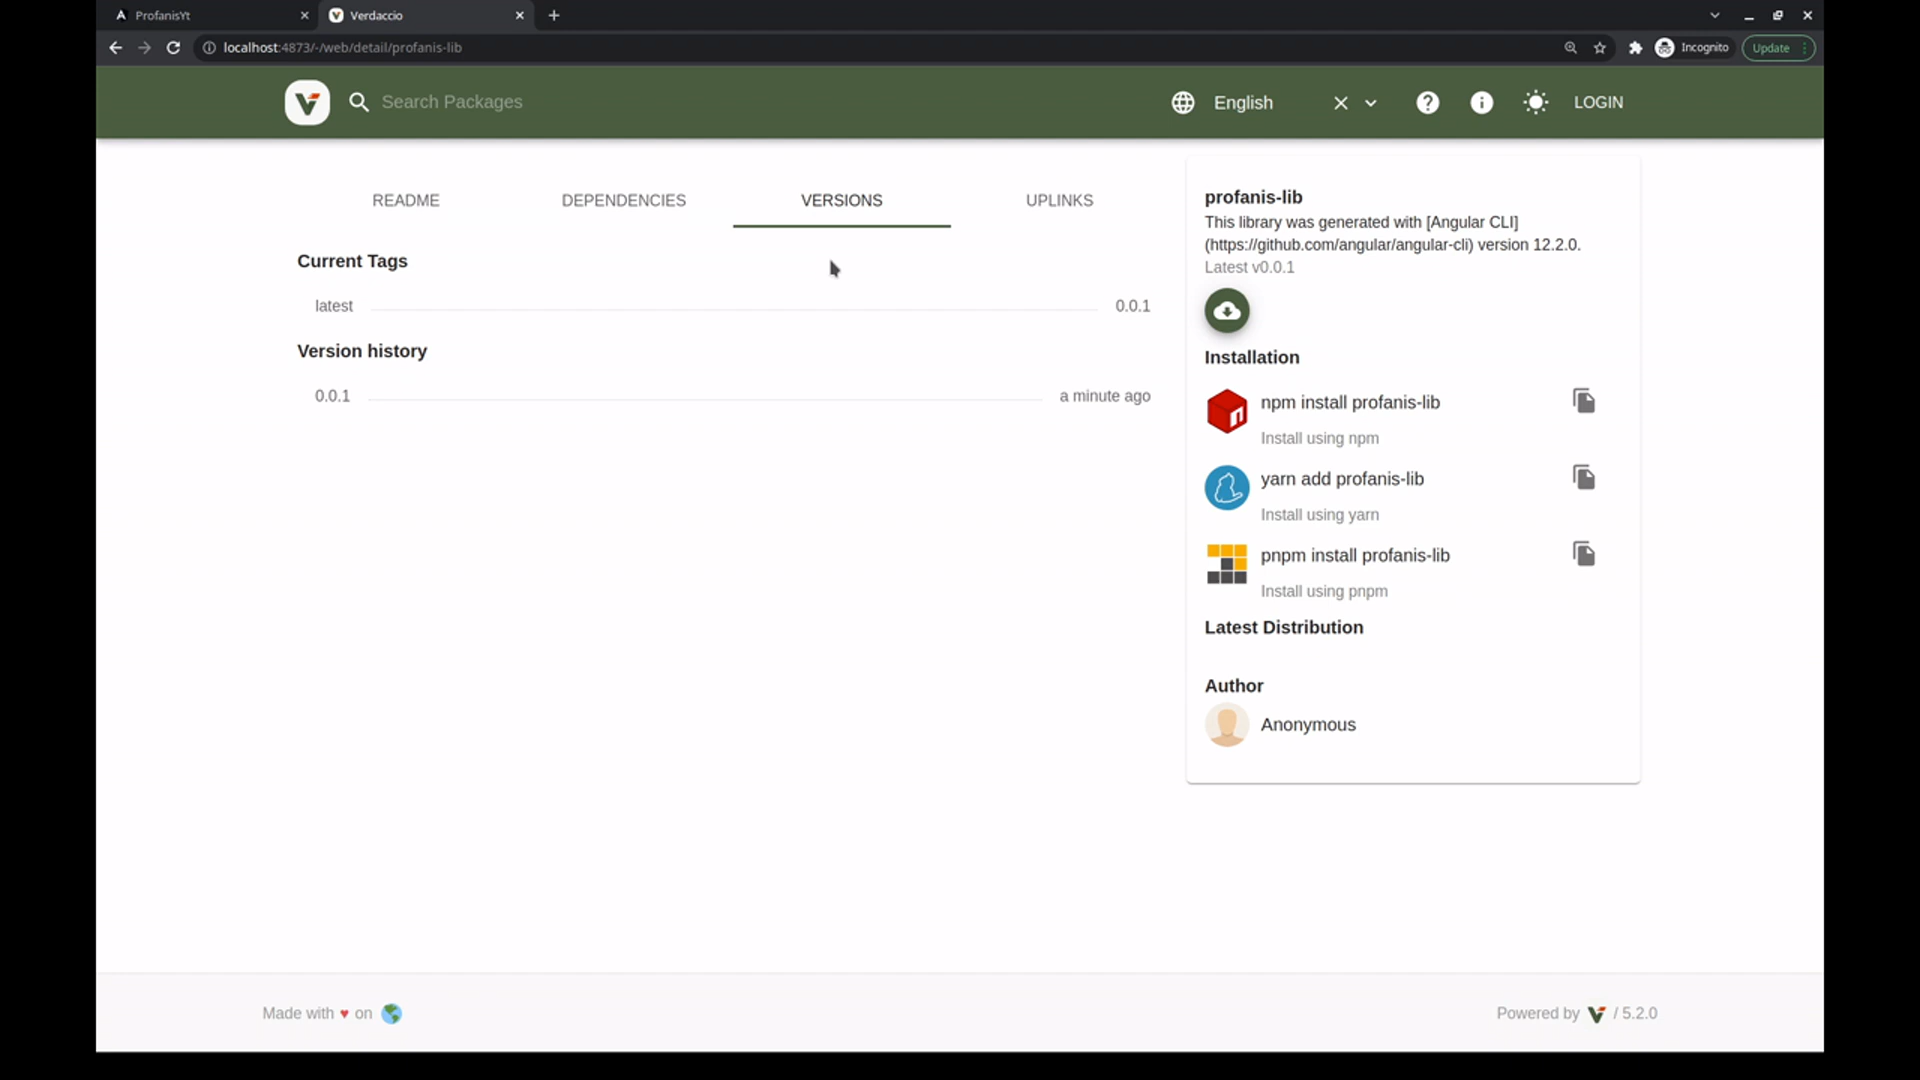 ProfanisYt
Verdaccio
localhost:4873/-/web/detail/profanis-lib
Incognito
Update
Search Packages
English
LOGIN
README
DEPENDENCIES
VERSIONS
UPLINKS
Current Tags
latest
0.0.1
Version history
0.0.1
a minute ago
profanis-lib
This library was generated with [Angular CLI]
(https://github.com/angular/angular-cli) version 12.2.0.
Latest v0.0.1
Installation
npm install profanis-lib
Install using npm
yarn add profanis-lib
Install using yarn
pnpm install profanis-lib
Install using pnpm
Latest Distribution
Author
Anonymous
Made with ♥ on
Powered by / 5.2.0